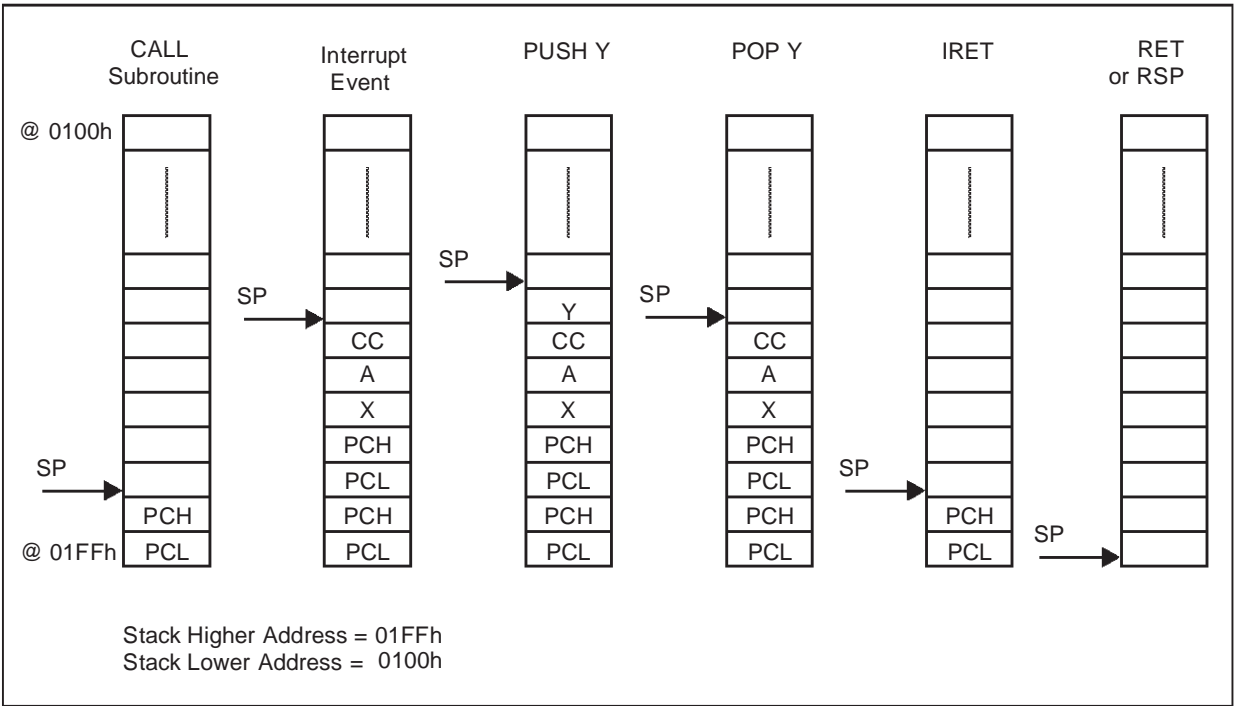 CALL
Subroutine
Interrupt
Event
PUSH Y
POP Y
IRET
RET
or RSP
@ 0100h
SP
SP
Y
SP
CC
CC
CC
A
A
A
X
X
X
PCH
PCH
PCH
SP
PCL
PCL
PCL
SP
PCH
PCH
PCH
PCH
PCH
@ 01FFh
PCL
PCL
PCL
PCL
PCL
SP
Stack Higher Address = 01FFh
Stack Lower Address = 0100h